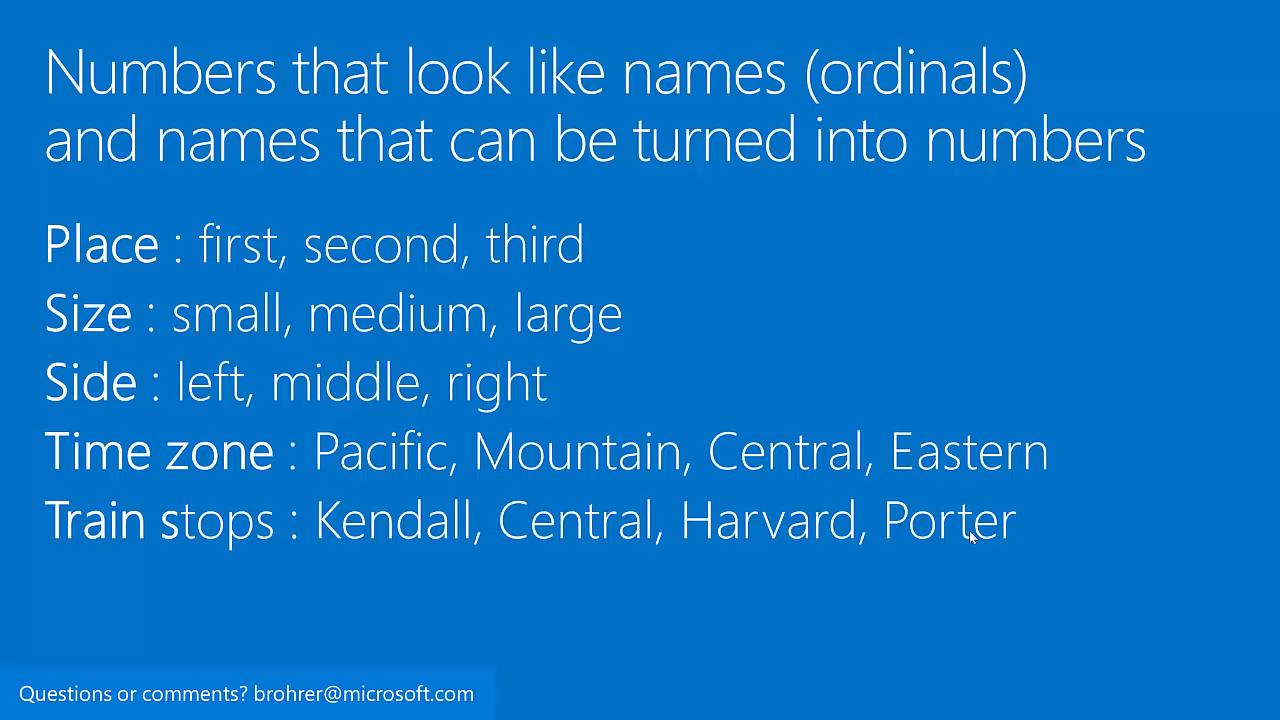 Numbers that look like names (ordinals)
and names that can be turned into numbers
Place : first, second, third
Size : small, medium, large
Side : left, middle, right
Time zone : Pacific, Mountain, Central, Eastern
Train stops : Kendall, Central, Harvard, Porter
Questions or comments? brohrer@microsoft.com